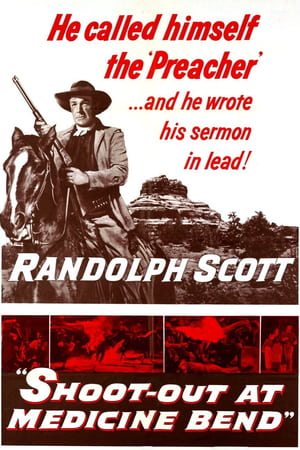 He called himself
the 'Preacher'
...and he wrote
his sermon
in lead!
RANDOLPH SCOTT
"SHOOT-OUT AT
MEDICINE BEND"